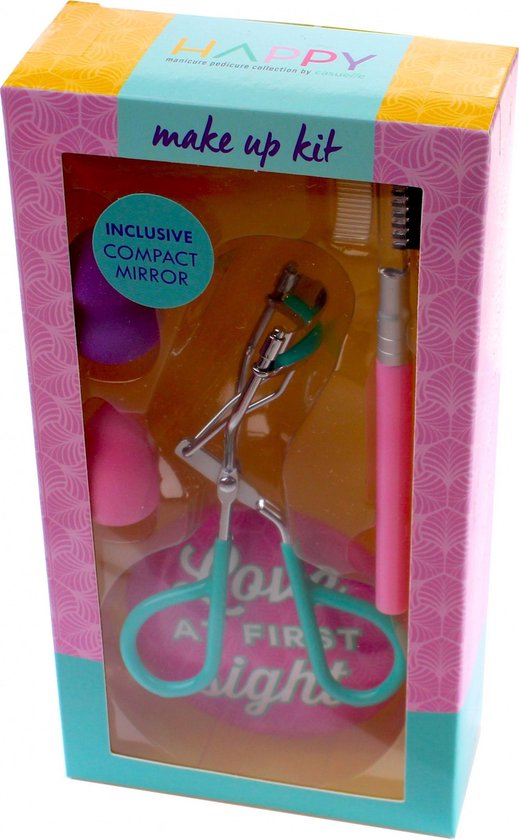 HAPPY
manicure pedicure collection by casuelle
make up kit
INCLUSIVE
COMPACT
MIRROR
Love
AT FIRST
sight